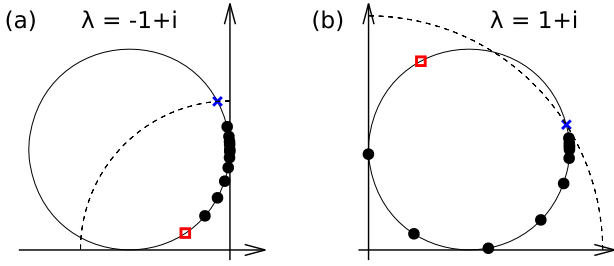 (a) λ = -1+i
(b) λ = 1+i